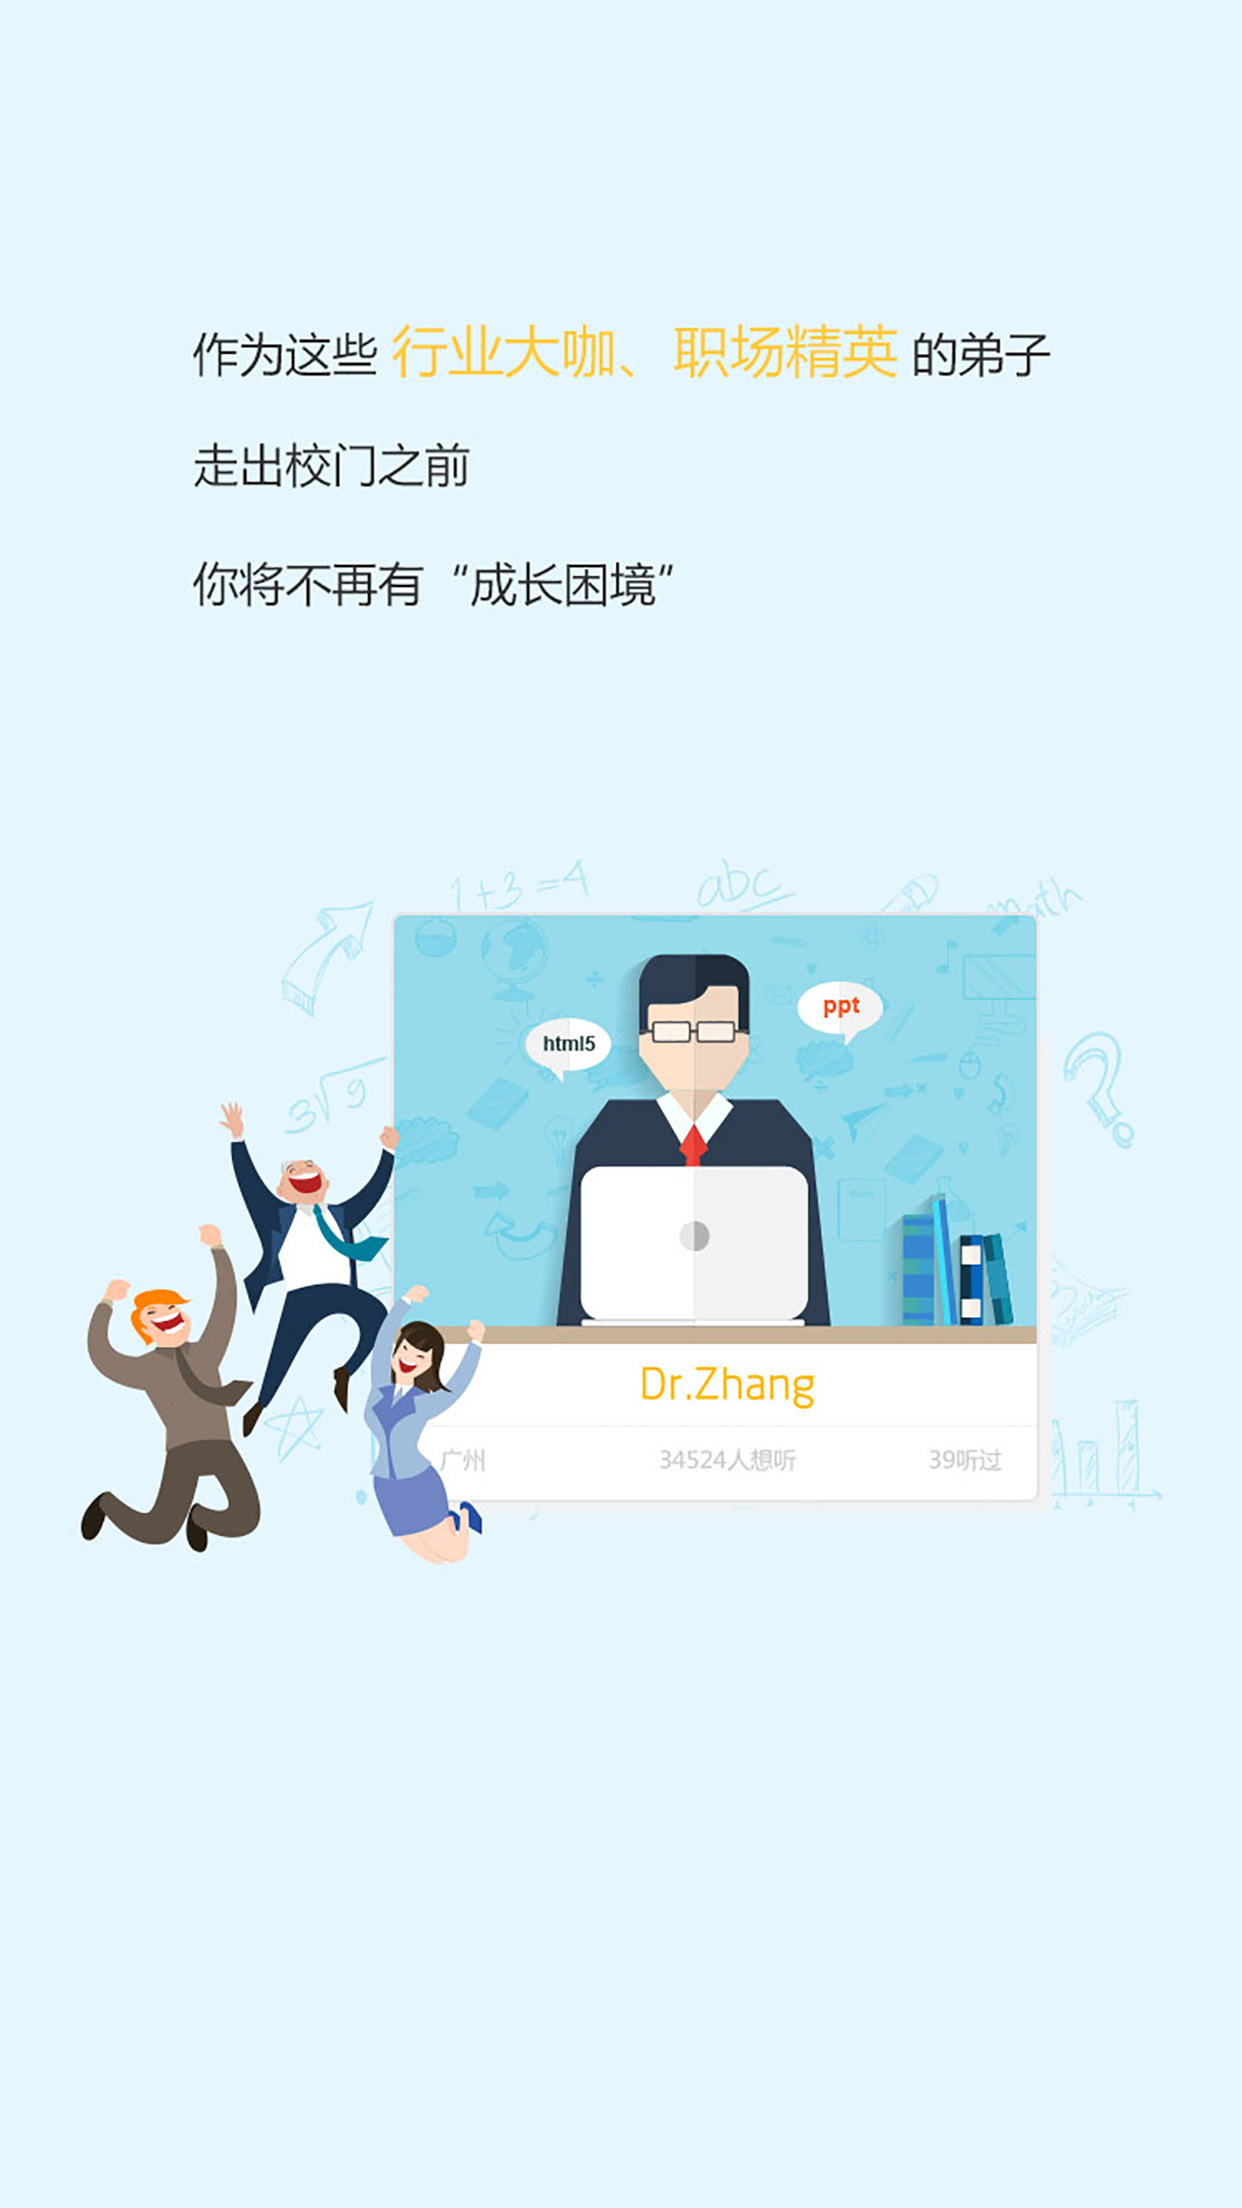 作为这些 行业大咖、职场精英 的弟子
走出校门之前
你将不再有“成长困境”
1+3=4
abc
math
3√9
html5
ppt
Dr.Zhang
广州 34524人想听 39听过